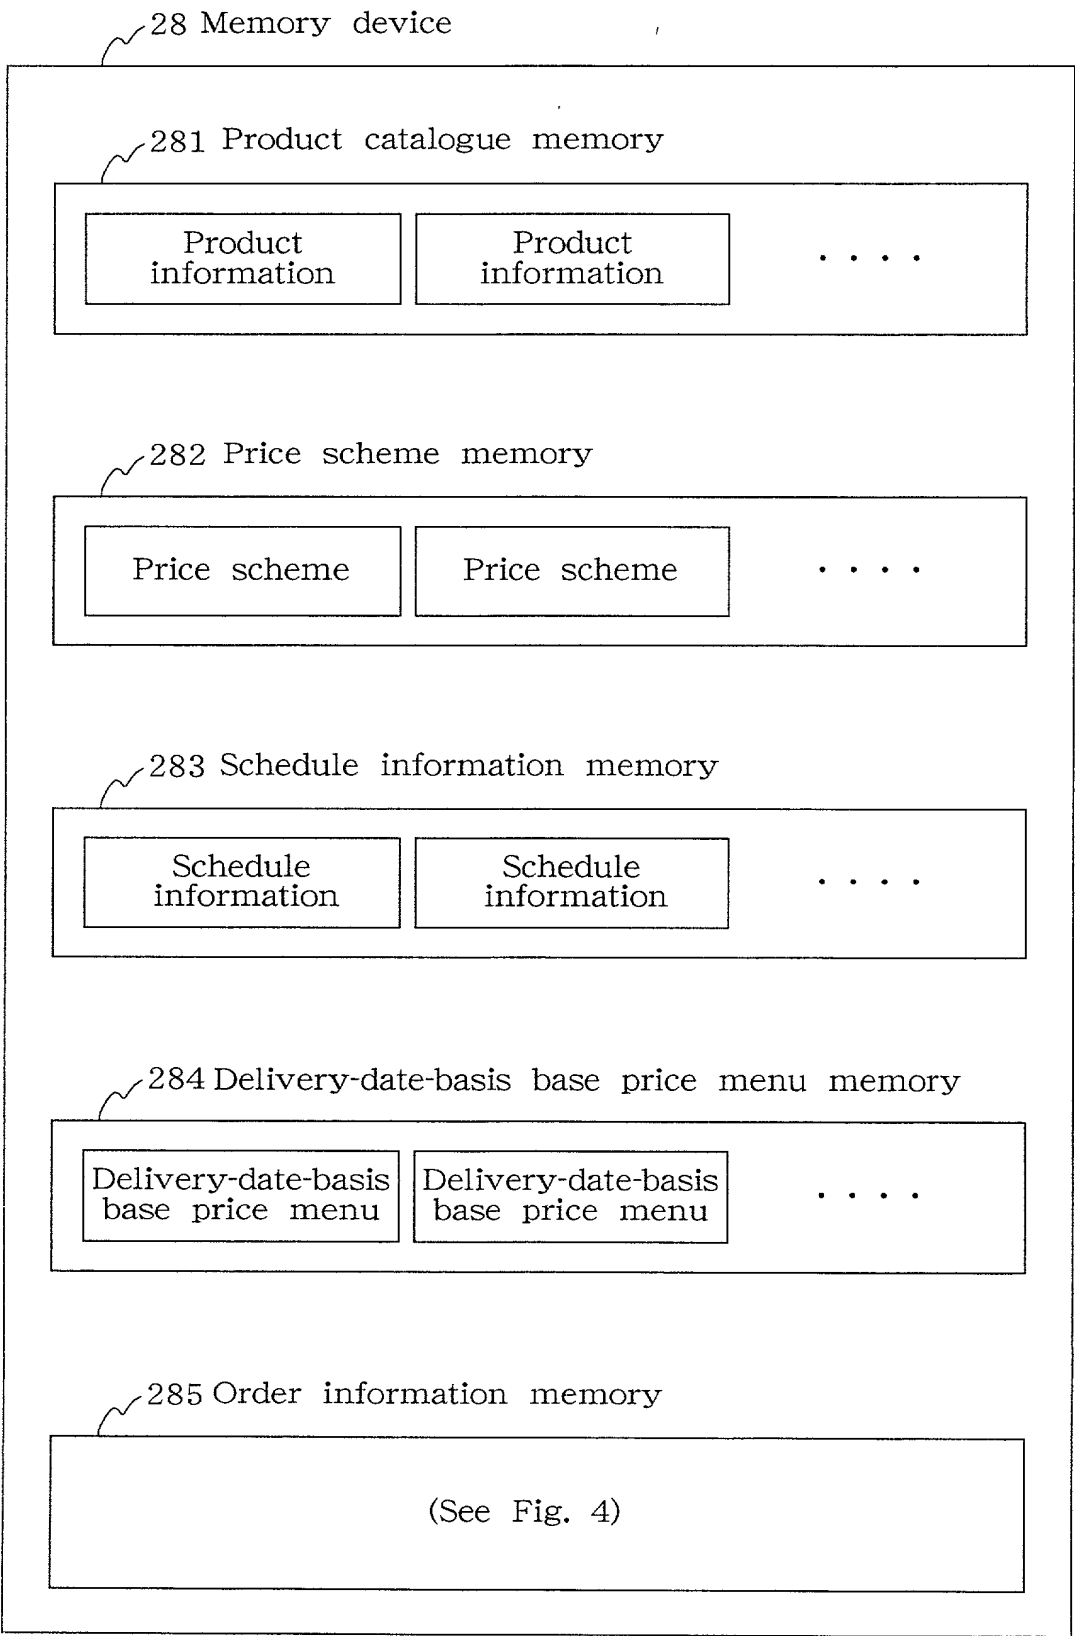 28 Memory device
281 Product catalogue memory
Product
information
Product
information
. . . .
282 Price scheme memory
Price scheme
Price scheme
. . . .
283 Schedule information memory
Schedule
information
Schedule
information
. . . .
284 Delivery-date-basis base price menu memory
Delivery-date-basis
base price menu
Delivery-date-basis
base price menu
. . . .
285 Order information memory
(See Fig. 4)